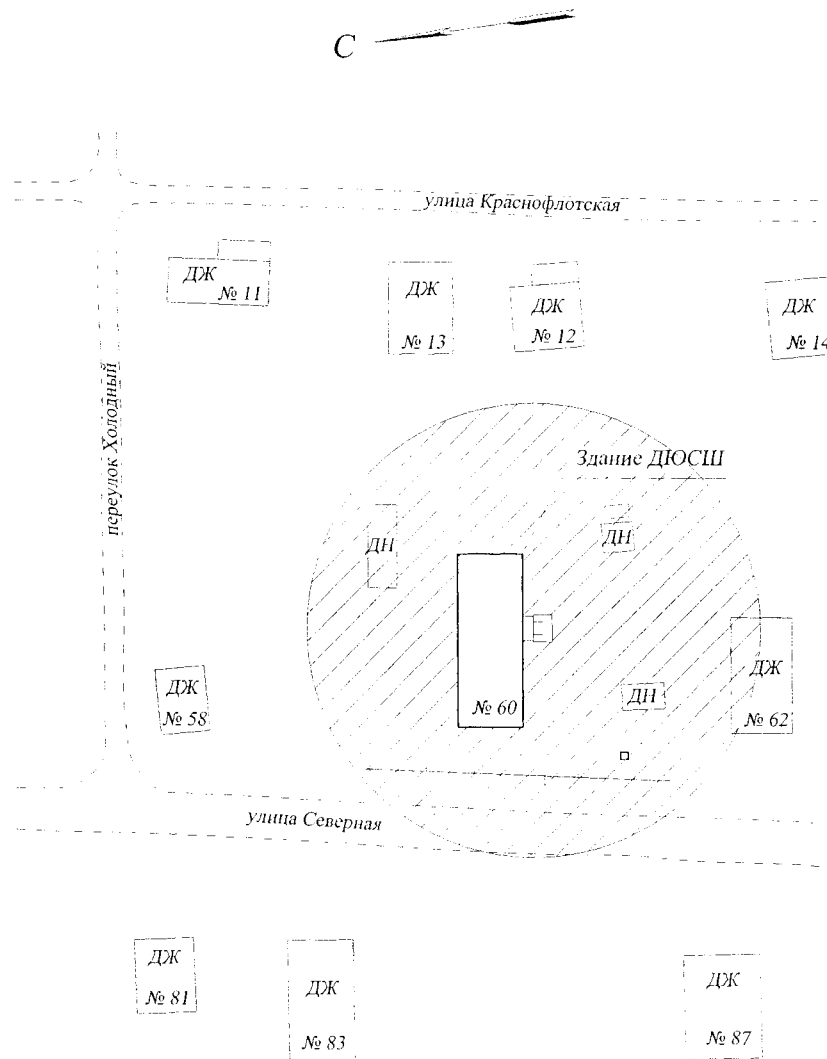 С
улица Краснофлотская
ДЖ
№ 11
ДЖ
№ 13
ДЖ
№ 12
ДЖ
№ 14
переулок Холодный
Здание ДЮСШ
ДН
ДН
ДЖ
№ 58
№ 60
ДН
ДЖ
№ 62
улица Северная
ДЖ
№ 81
ДЖ
№ 83
ДЖ
№ 87